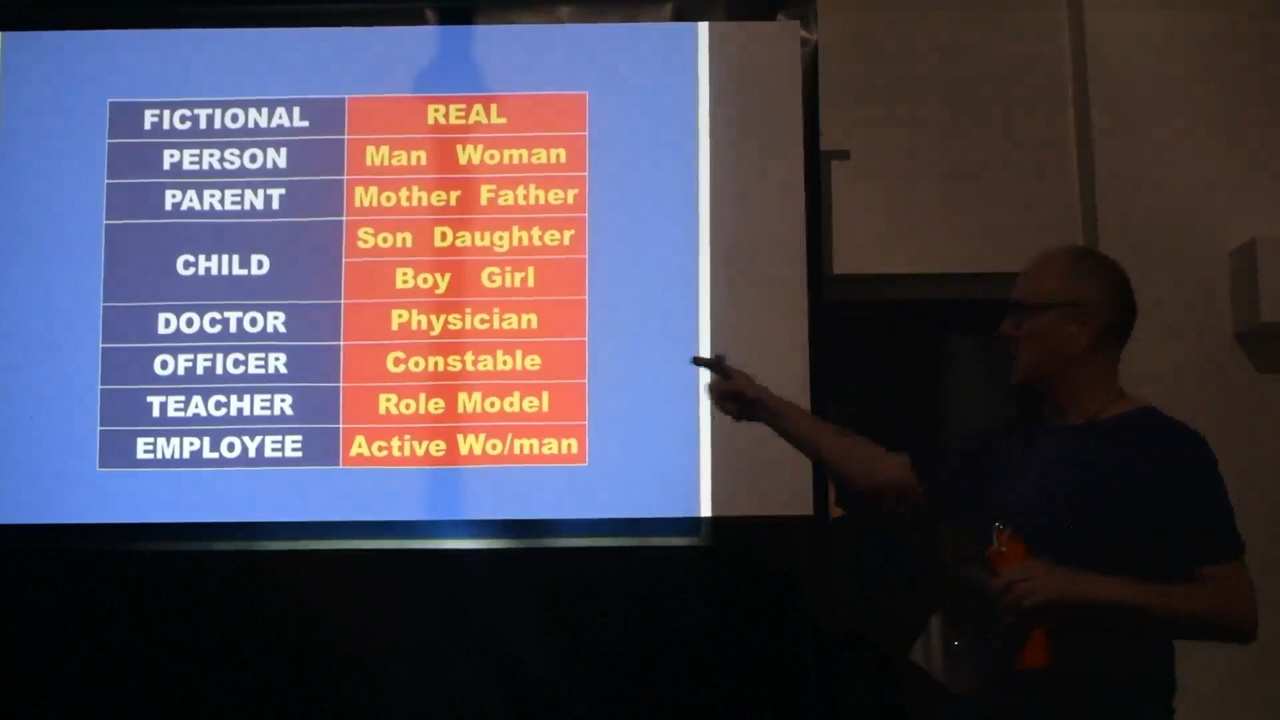 FICTIONAL REAL
PERSON Man Woman
PARENT Mother Father
CHILD Son Daughter
Boy Girl
DOCTOR Physician
OFFICER Constable
TEACHER Role Model
EMPLOYEE Active Wo/man